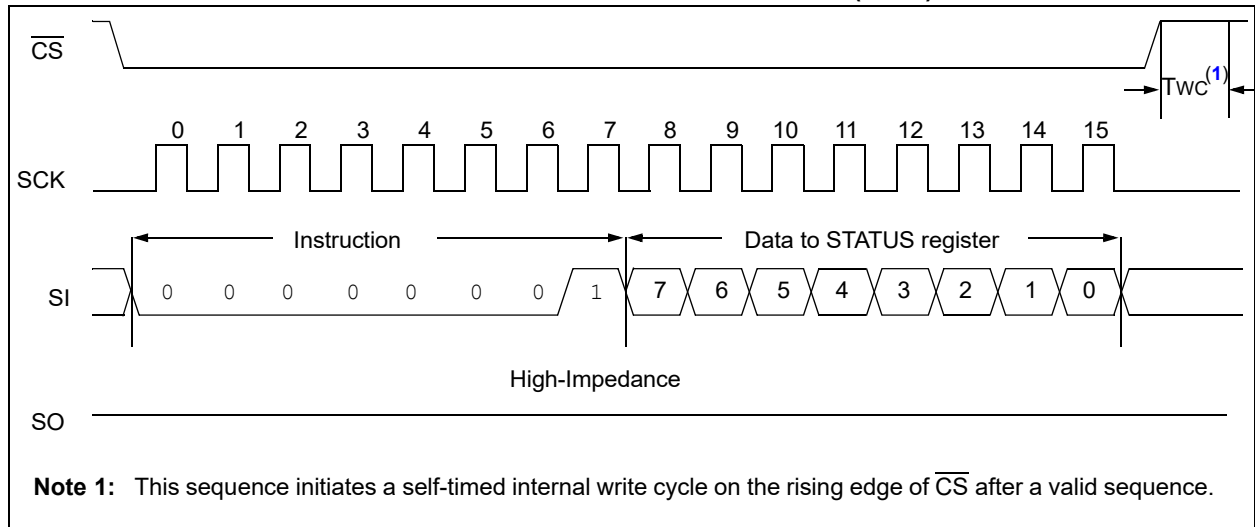 CS
TWC(1)
0 1 2 3 4 5 6 7 8 9 10 11 12 13 14 15
SCK
Instruction Data to STATUS register
SI 0 0 0 0 0 0 0 1 7 6 5 4 3 2 1 0
High-Impedance
SO
Note 1: This sequence initiates a self-timed internal write cycle on the rising edge of CS after a valid sequence.